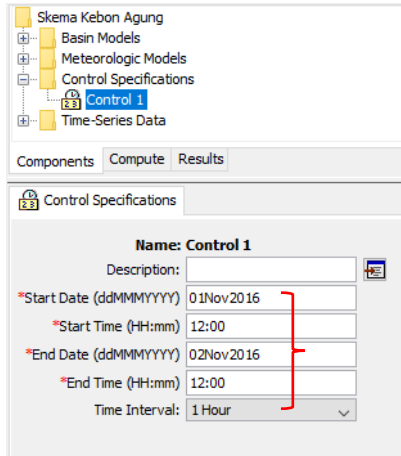 Skema Kebon Agung
Basin Models
Meteorologic Models
Control Specifications
Control 1
Time-Series Data
Components Compute Results
Control Specifications
Name: Control 1
Description:
*Start Date (ddMMMYYYY) 01Nov2016
*Start Time (HH:mm) 12:00
*End Date (ddMMMYYYY) 02Nov2016
*End Time (HH:mm) 12:00
Time Interval: 1 Hour